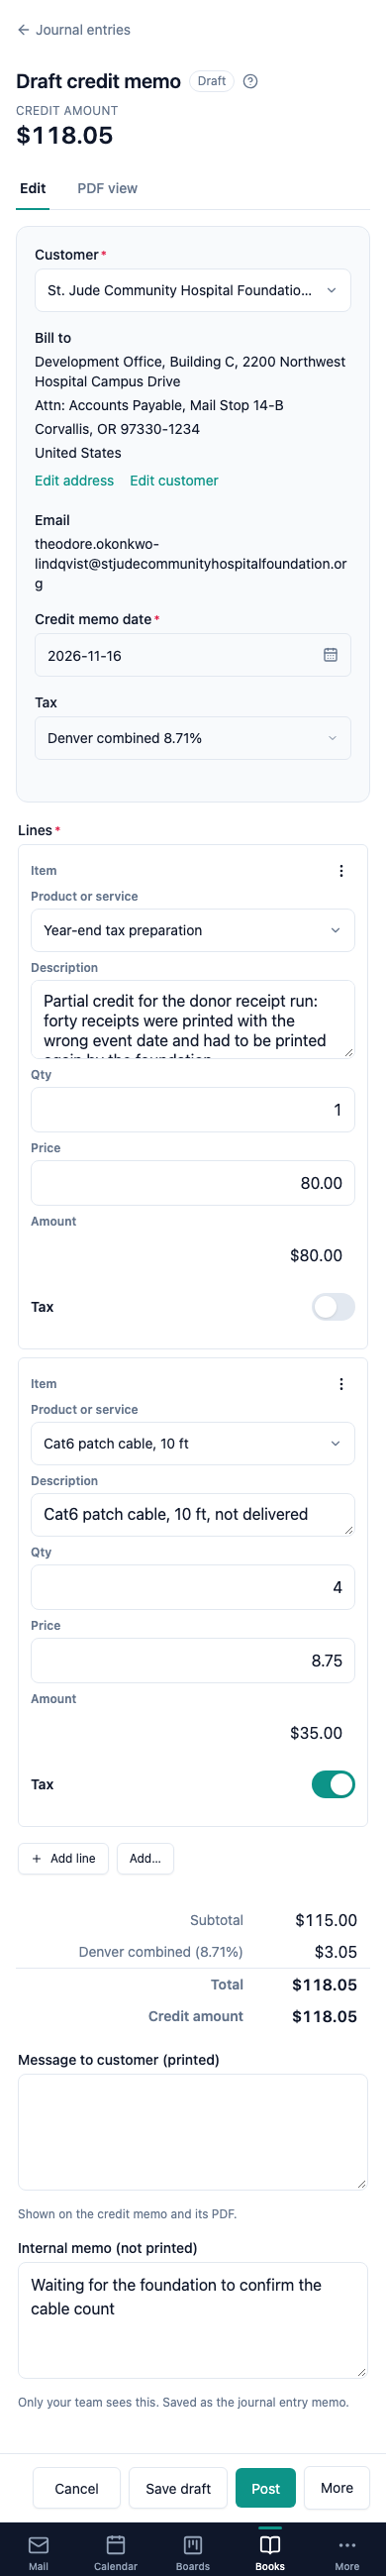 Journal entries
Draft credit memo Draft
CREDIT AMOUNT
$118.05
Edit PDF view
Customer*
St. Jude Community Hospital Foundatio...
Bill to
Development Office, Building C, 2200 Northwest
Hospital Campus Drive
Attn: Accounts Payable, Mail Stop 14-B
Corvallis, OR 97330-1234
United States
Edit address Edit customer
Email
theodore.okonkwo-
lindqvist@stjudecommunityhospitalfoundation.or
g
Credit memo date*
2026-11-16
Tax
Denver combined 8.71%
Lines*
Item
Product or service
Year-end tax preparation
Description
Partial credit for the donor receipt run:
forty receipts were printed with the
wrong event date and had to be printed
again by the foundation
Qty
1
Price
80.00
Amount
$80.00
Tax
Item
Product or service
Cat6 patch cable, 10 ft
Description
Cat6 patch cable, 10 ft, not delivered
Qty
4
Price
8.75
Amount
$35.00
Tax
+ Add line Add...
Subtotal $115.00
Denver combined (8.71%) $3.05
Total $118.05
Credit amount $118.05
Message to customer (printed)
Shown on the credit memo and its PDF.
Internal memo (not printed)
Waiting for the foundation to confirm the
cable count
Only your team sees this. Saved as the journal entry memo.
Cancel Save draft Post More
Mail Calendar Boards Books More